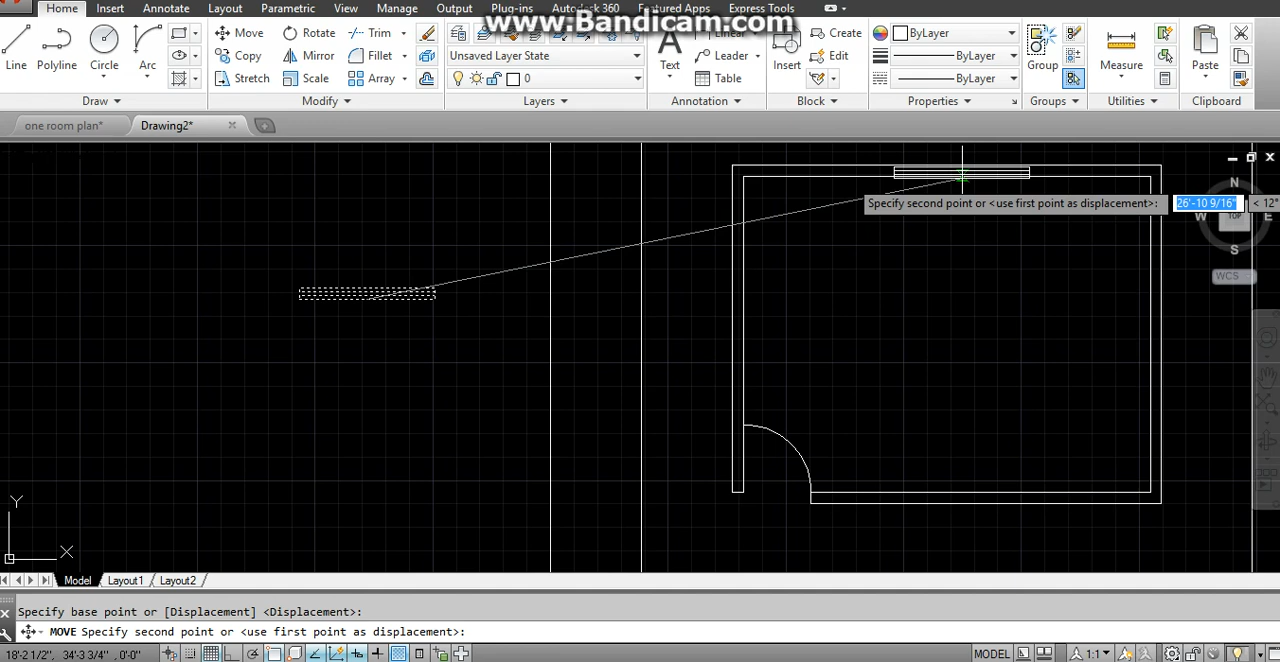 Home Insert Annotate Layout Parametric View Manage Output Plug-ins Autodesk 360 Featured Apps Express Tools
www.Bandicam.com
Line Polyline Circle Arc
Move Rotate Trim
Copy Mirror Fillet
Stretch Scale Array
Unsaved Layer State
0
Text
Linear
Leader
Table
Insert
Create
Edit
ByLayer
ByLayer
ByLayer
Group
Measure
Paste
Draw Modify Layers Annotation Block Properties Groups Utilities Clipboard
one room plan* Drawing2*
N
W TOP E
S
WCS
Specify second point or <use first point as displacement>: 26'-10 9/16" < 12°
Y
X
Model Layout1 Layout2
Specify base point or [Displacement] <Displacement>:
MOVE Specify second point or <use first point as displacement>:
18'-2 1/2", 34'-3 3/4" , 0'-0" MODEL 1:1